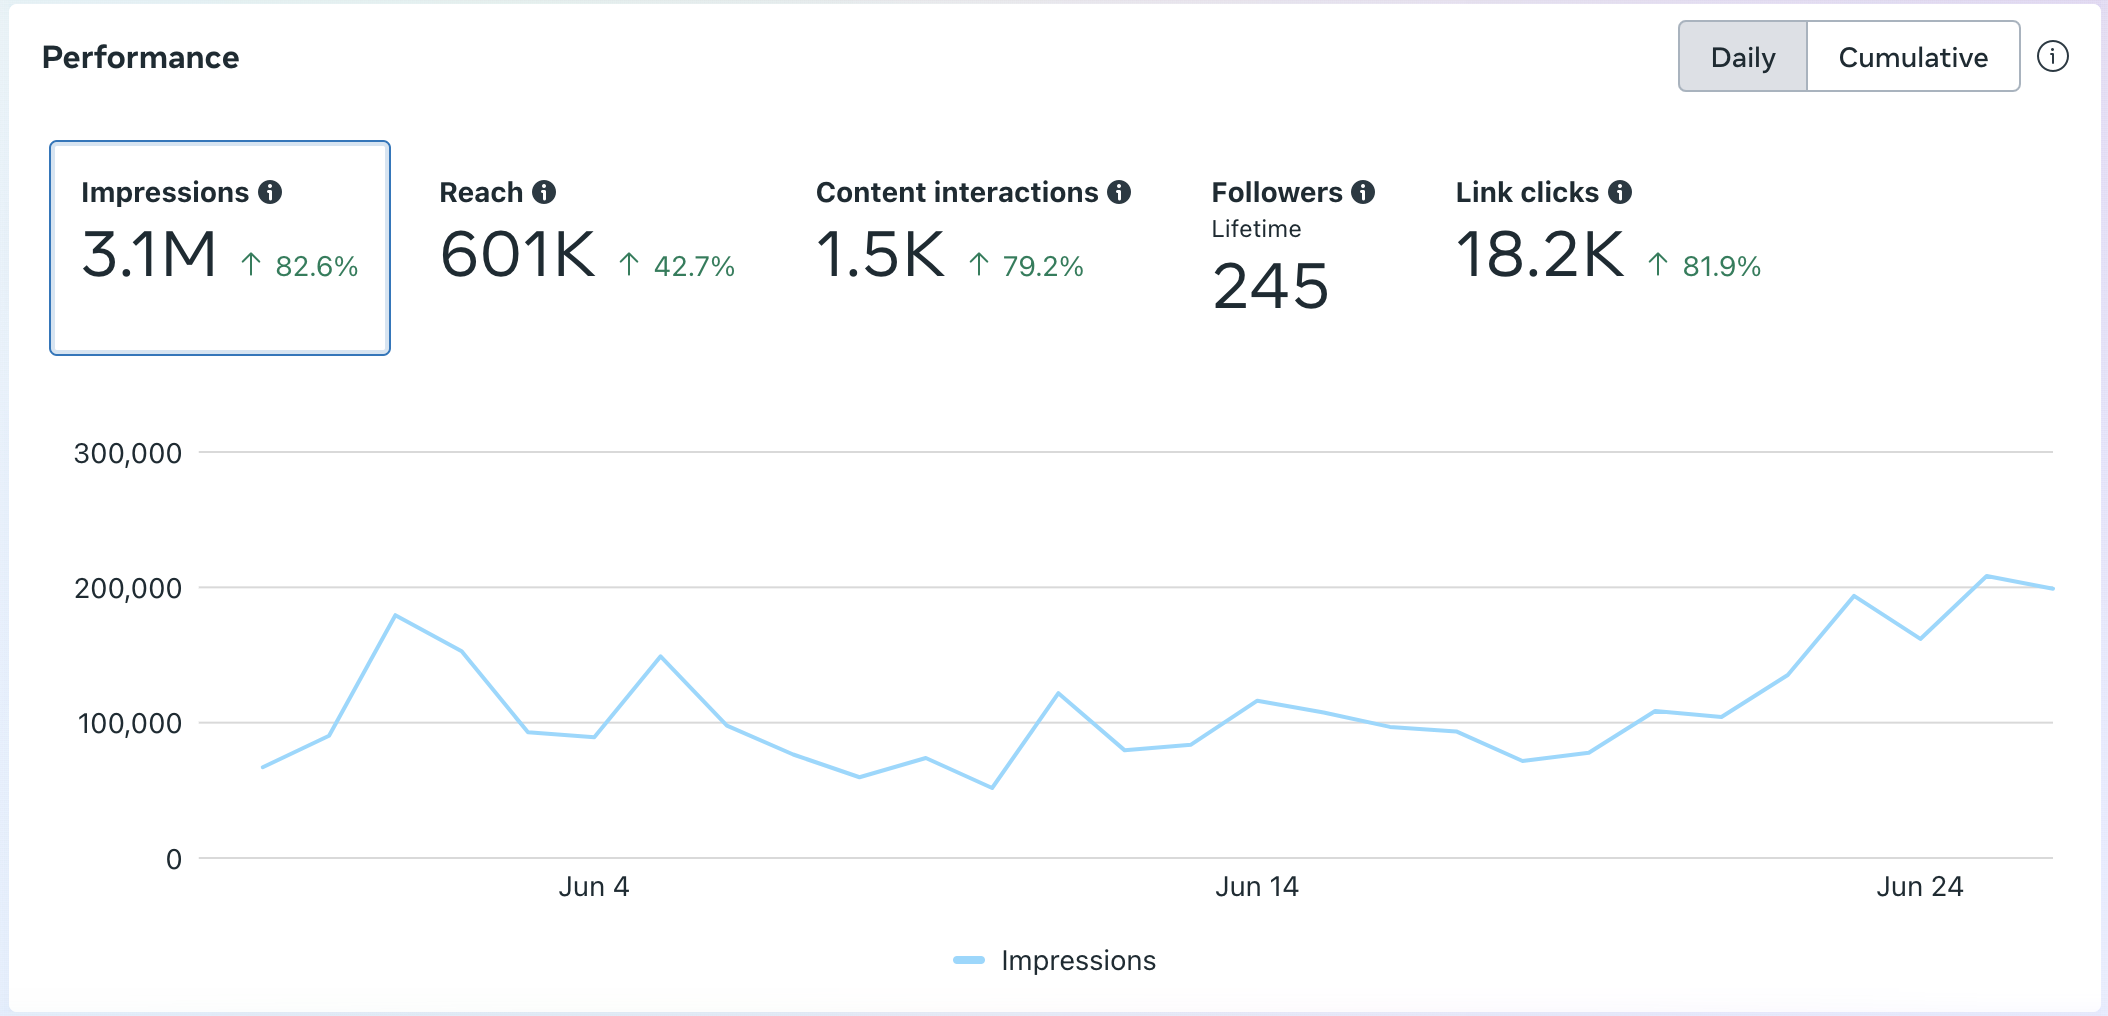 Performance
Daily
Cumulative
Impressions
3.1M ↑ 82.6%
Reach
601K ↑ 42.7%
Content interactions
1.5K ↑ 79.2%
Followers
Lifetime
245
Link clicks
18.2K ↑ 81.9%
300,000
200,000
100,000
0
Jun 4
Jun 14
Jun 24
Impressions